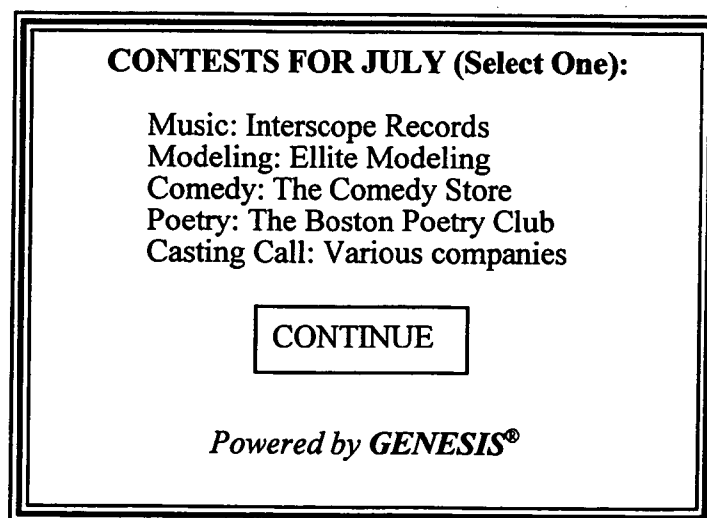 CONTESTS FOR JULY (Select One):
Music: Interscope Records
Modeling: Ellite Modeling
Comedy: The Comedy Store
Poetry: The Boston Poetry Club
Casting Call: Various companies
CONTINUE
Powered by GENESIS®